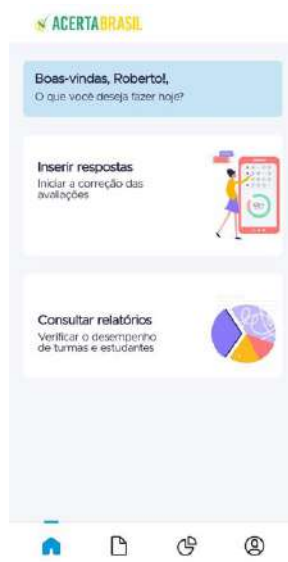 ACERTABRASIL
Boas-vindas, Roberto!,
O que você deseja fazer hoje?
Inserir respostas
Iniciar a correção das
avaliações
Consultar relatórios
Verificar o desempenho
de turmas e estudantes